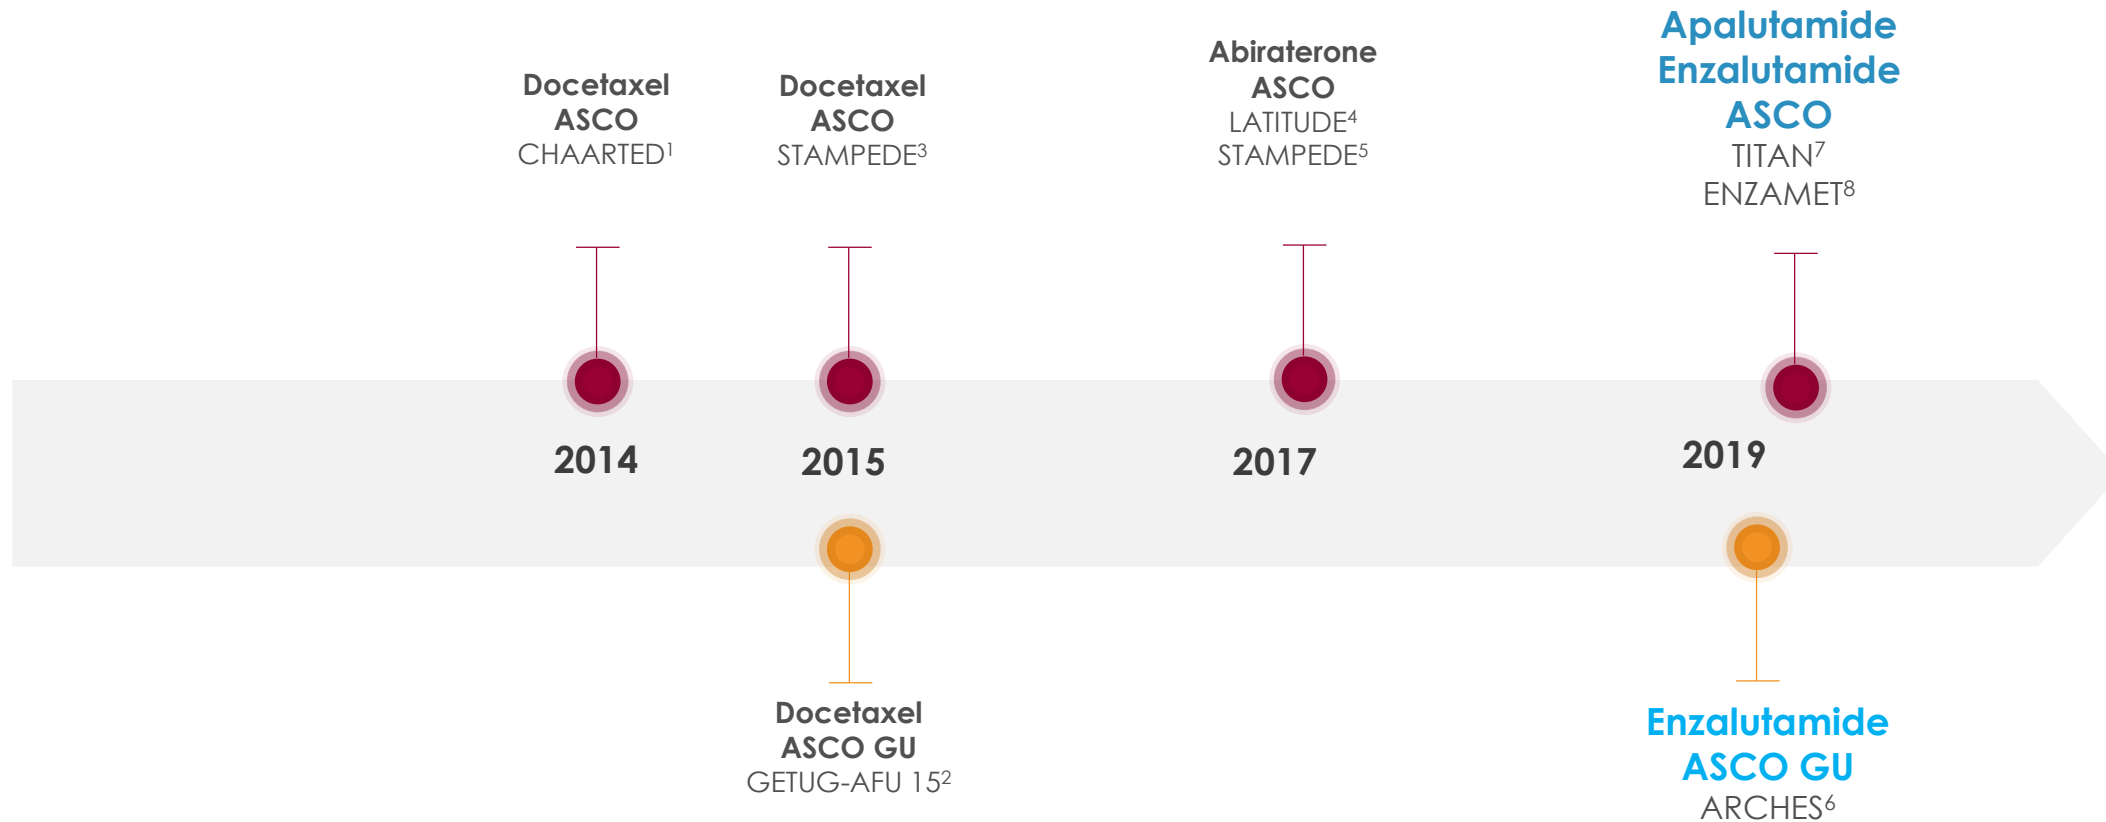 Docetaxel
ASCO
CHAARTED¹
Docetaxel
ASCO
STAMPEDE³
Abiraterone
ASCO
LATITUDE⁴
STAMPEDE⁵
Apalutamide
Enzalutamide
ASCO
TITAN⁷
ENZAMET⁸
2014
2015
2017
2019
Docetaxel
ASCO GU
GETUG-AFU 15²
Enzalutamide
ASCO GU
ARCHES⁶